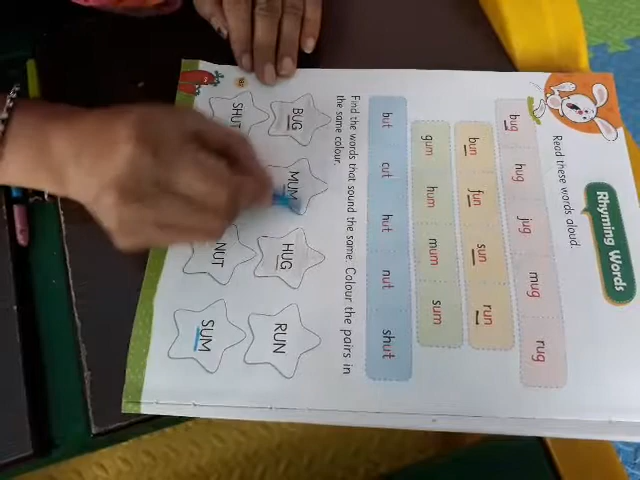 Rhyming Words
Read these words aloud.
bug hug jug mug rug
bun fun sun run
gum hum mum sum
but cut hut nut shut
Find the words that sound the same. Colour the pairs in
the same colour.
BUG MUM HUG RUN
SHUT NUT SUM